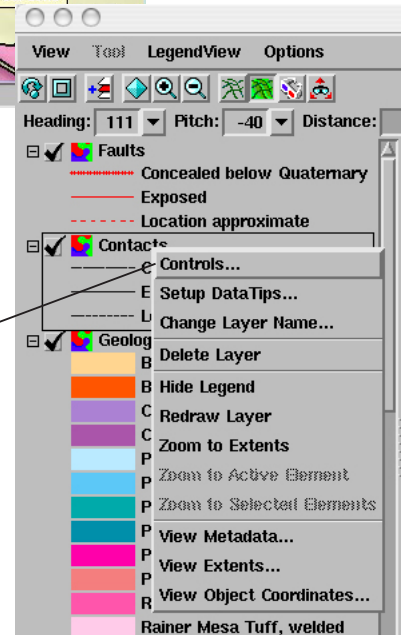 View Tool LegendView Options
Heading: 111 Pitch: -40 Distance:
Faults
Concealed below Quaternary
Exposed
Location approximate
Contacts
C
Controls...
E
Setup DataTips...
L
Change Layer Name...
Geolog
Delete Layer
B
B Hide Legend
C Redraw Layer
C
Zoom to Extents
P
Zoom to Active Element
P
Zoom to Selected Elements
P
P View Metadata...
P
View Extents...
P
View Object Coordinates...
R
Rainer Mesa Tuff, welded